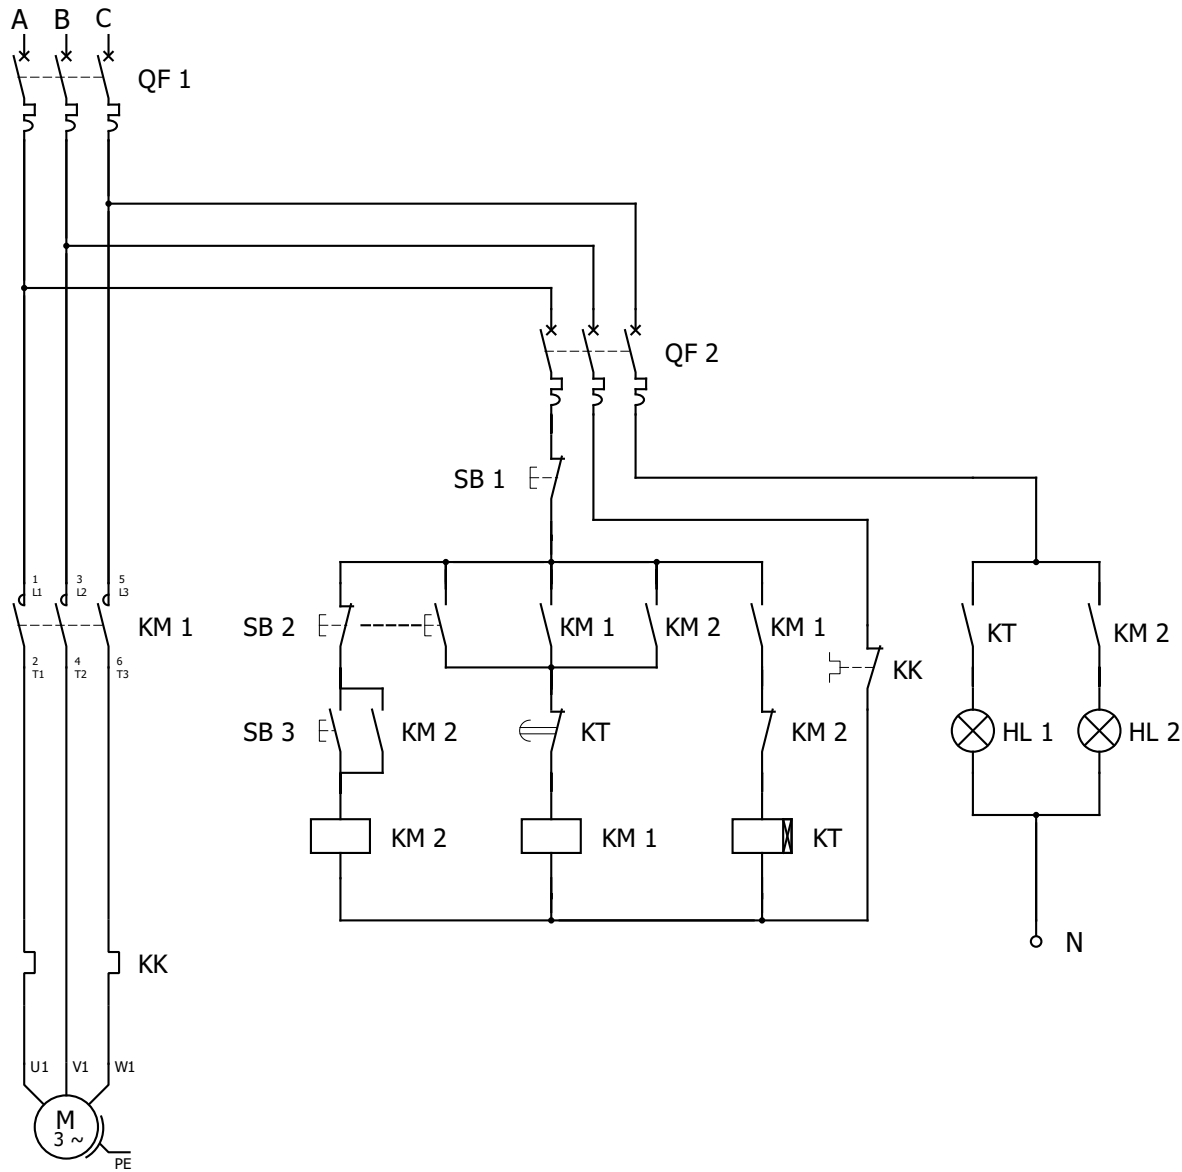 A B C
QF 1
QF 2
SB 1
1 3 5
L1 L2 L3
KM 1 SB 2 KM 1 KM 2 KM 1 KT KM 2
2 4 6
T1 T2 T3
KK
SB 3 KM 2 KT KM 2 HL 1 HL 2
KM 2 KM 1 KT
N
KK
U1 V1 W1
M
3 ~
PE